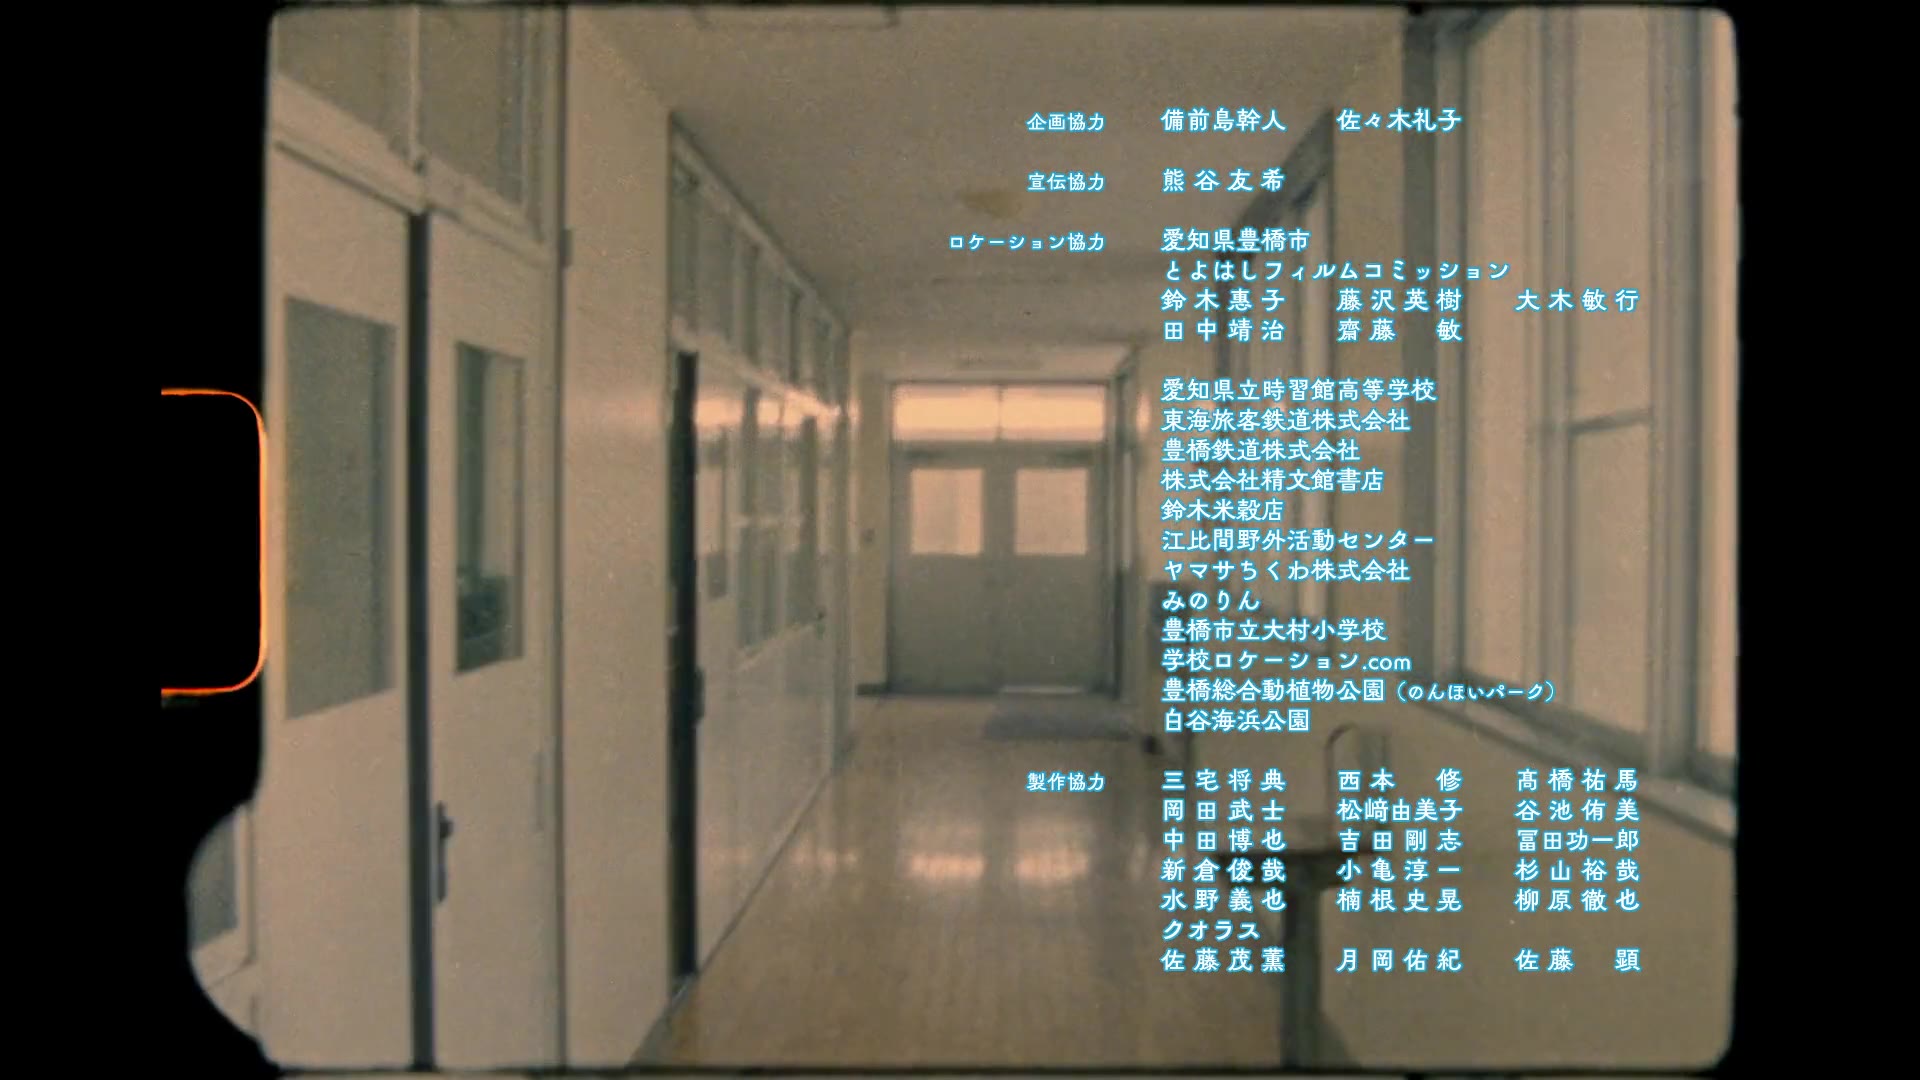 企画協力 備前島幹人 佐々木礼子
宣伝協力 熊谷友希
ロケーション協力 愛知県豊橋市
とよはしフィルムコミッション
鈴木惠子 藤沢英樹 大木敏行
田中靖治 齋藤 敏
愛知県立時習館高等学校
東海旅客鉄道株式会社
豊橋鉄道株式会社
株式会社精文館書店
鈴木米穀店
江比間野外活動センター
ヤマサちくわ株式会社
みのりん
豊橋市立大村小学校
学校ロケーション.com
豊橋総合動植物公園（のんほいパーク）
白谷海浜公園
製作協力 三宅将典 西本 修 髙橋祐馬
岡田武士 松﨑由美子 谷池侑美
中田博也 吉田剛志 冨田功一郎
新倉俊哉 小亀淳一 杉山裕哉
水野義也 楠根史晃 柳原徹也
クオラス
佐藤茂薫 月岡佑紀 佐藤 顕